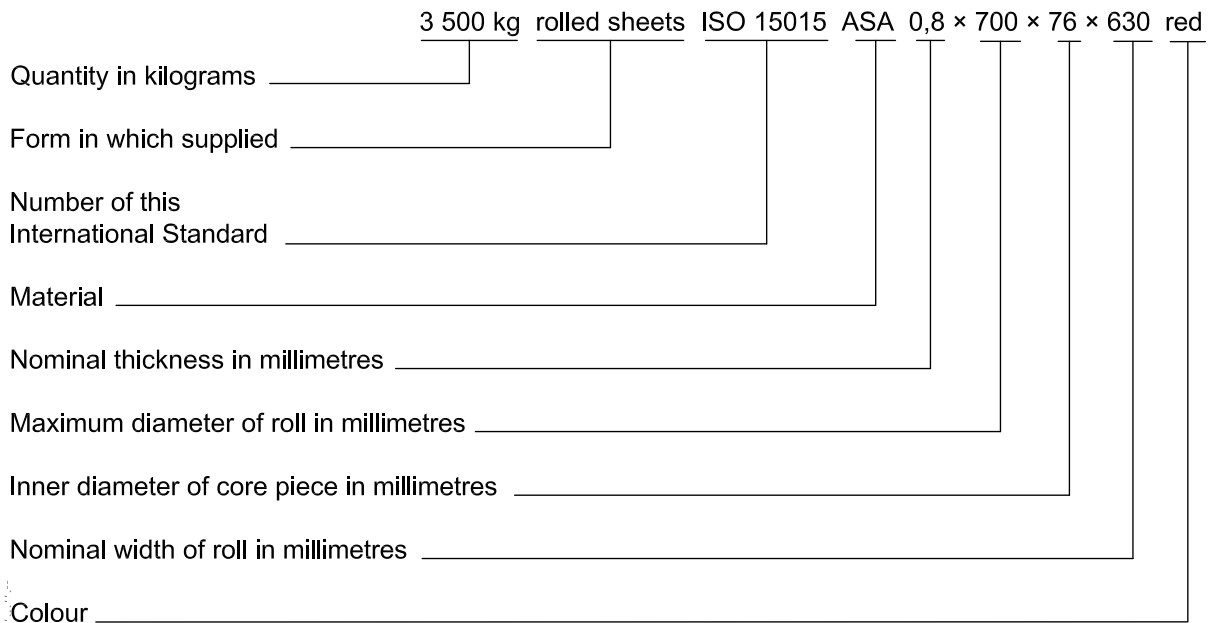 3 500 kg rolled sheets ISO 15015 ASA 0,8 × 700 × 76 × 630 red
Quantity in kilograms
Form in which supplied
Number of this
International Standard
Material
Nominal thickness in millimetres
Maximum diameter of roll in millimetres
Inner diameter of core piece in millimetres
Nominal width of roll in millimetres
Colour